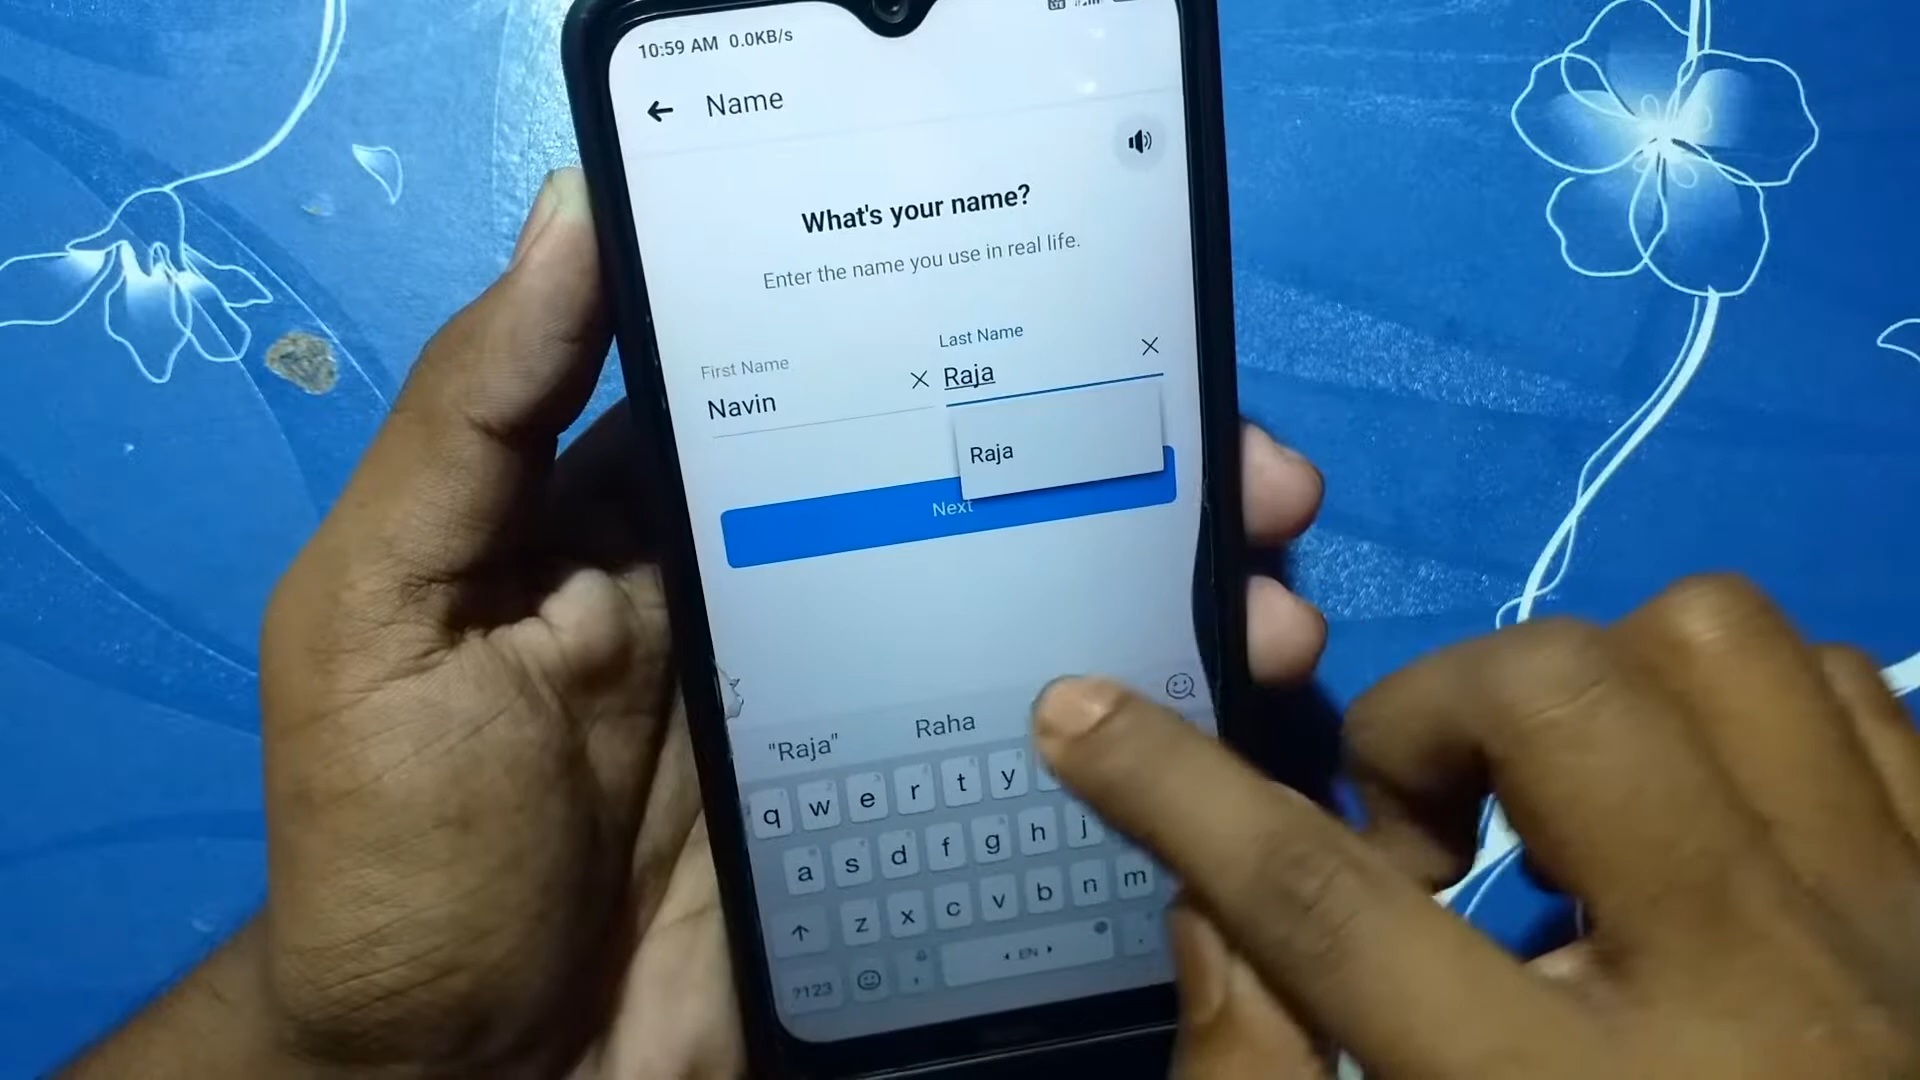 10:59 AM 0.0KB/s
Name
What's your name?
Enter the name you use in real life.
First Name
Last Name
Navin
Raja
Raja
Next
"Raja"
Raha
q w e r t y
a s d f g h j
z x c v b n m
?123 , EN .